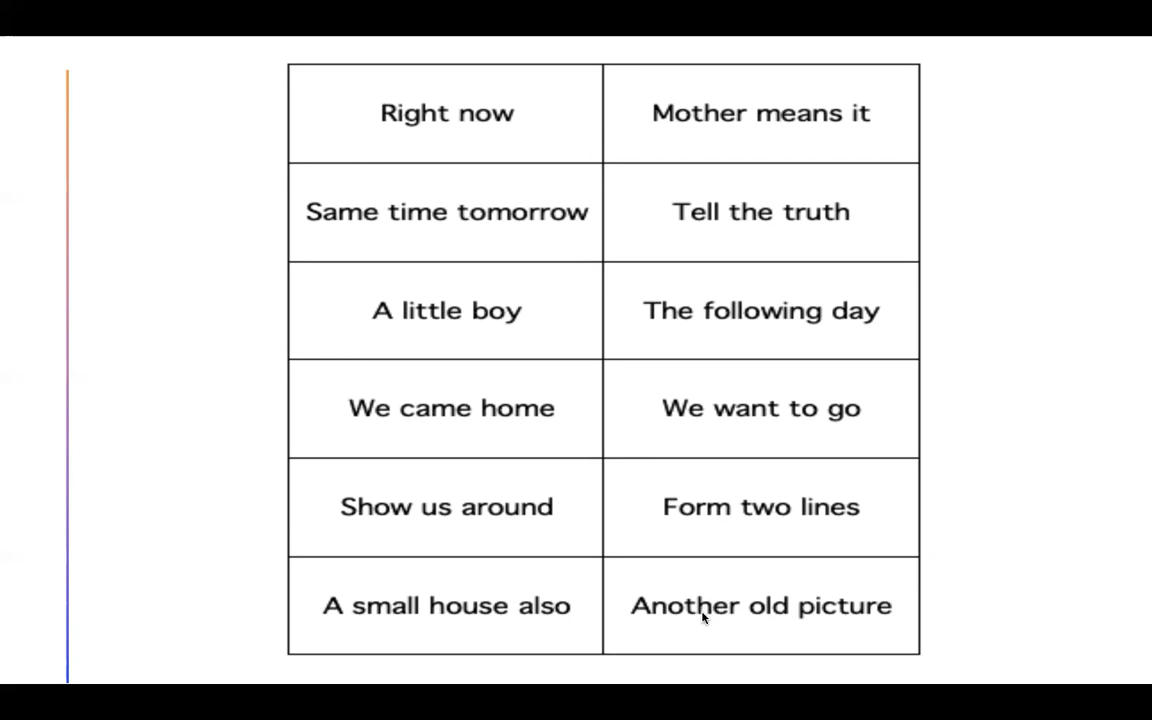 Right now
Mother means it
Same time tomorrow
Tell the truth
A little boy
The following day
We came home
We want to go
Show us around
Form two lines
A small house also
Another old picture